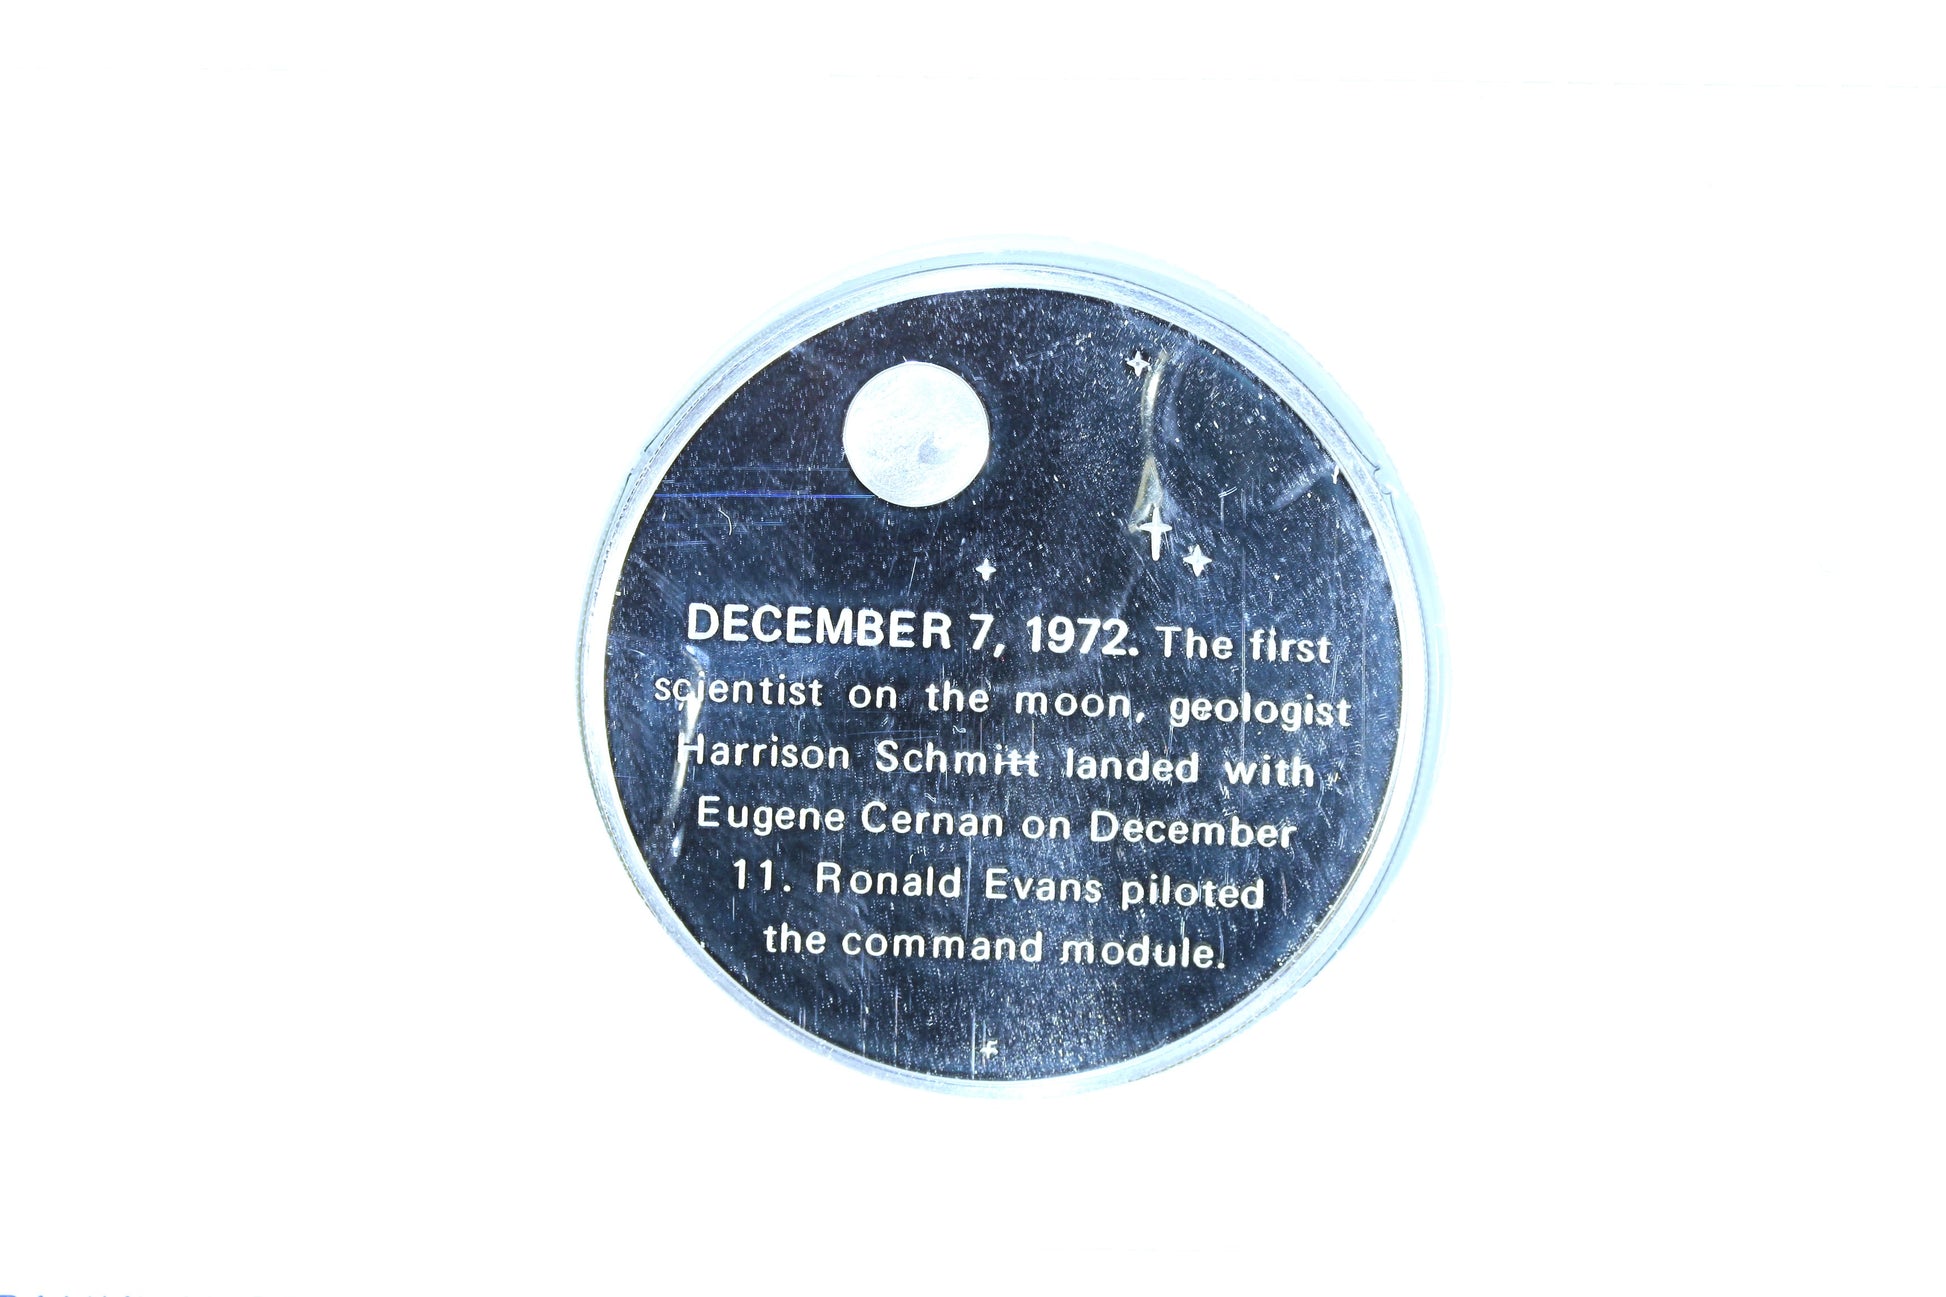 DECEMBER 7, 1972. The first
scientist on the moon, geologist
Harrison Schmitt landed with
Eugene Cernan on December
11. Ronald Evans piloted
the command module.